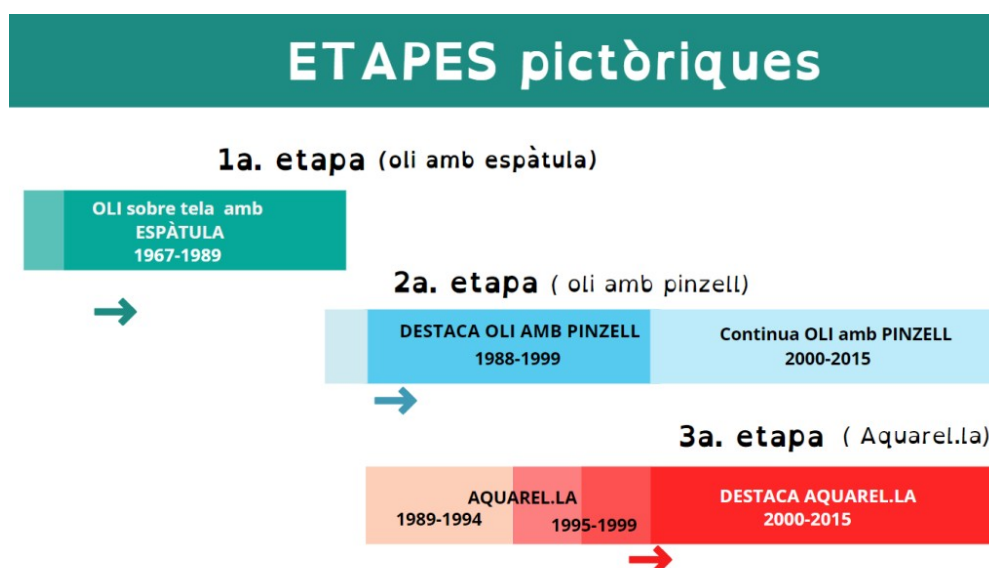 ETAPES pictòriques
1a. etapa (oli amb espàtula)
OLI sobre tela amb
ESPÀTULA
1967-1989
2a. etapa ( oli amb pinzell)
DESTACA OLI AMB PINZELL
1988-1999
Continua OLI amb PINZELL
2000-2015
3a. etapa ( Aquarel.la)
AQUAREL.LA
1989-1994
1995-1999
DESTACA AQUAREL.LA
2000-2015